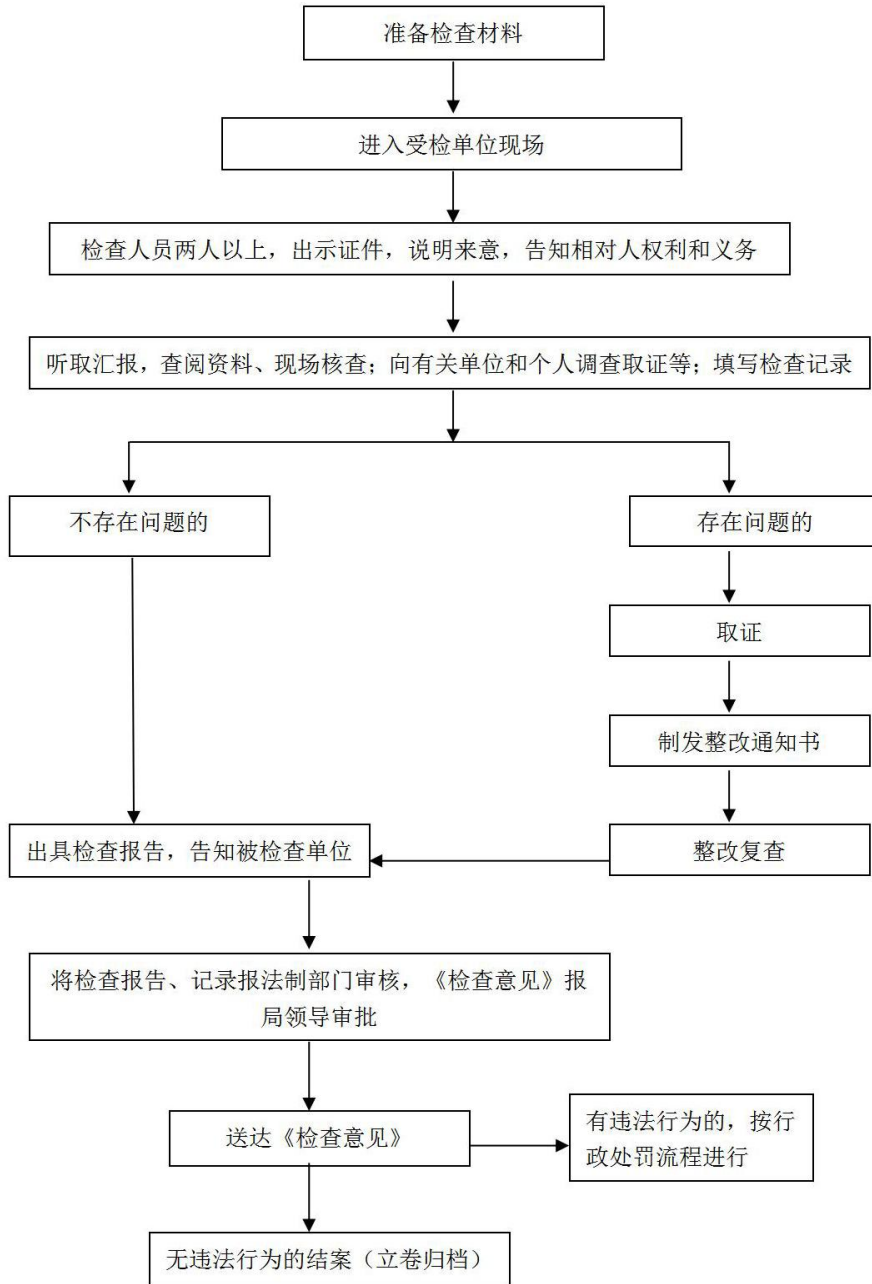 准备检查材料
进入受检单位现场
检查人员两人以上，出示证件，说明来意，告知相对人权利和义务
听取汇报，查阅资料、现场核查；向有关单位和个人调查取证等；填写检查记录
不存在问题的
存在问题的
取证
制发整改通知书
出具检查报告，告知被检查单位
整改复查
将检查报告、记录报法制部门审核，《检查意见》报
局领导审批
送达《检查意见》
有违法行为的，按行
政处罚流程进行
无违法行为的结案（立卷归档）